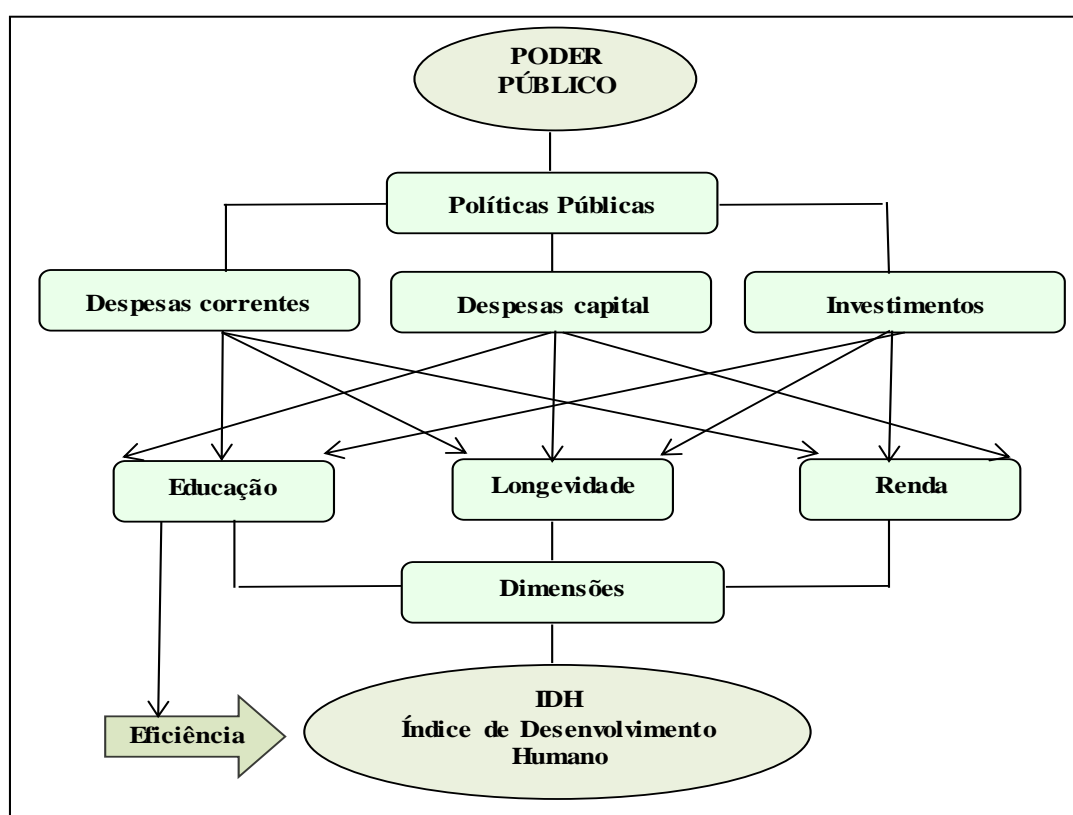 PODER
PÚBLICO
Políticas Públicas
Despesas correntes
Despesas capital
Investimentos
Educação
Longevidade
Renda
Dimensões
Eficiência
IDH
Índice de Desenvolvimento
Humano